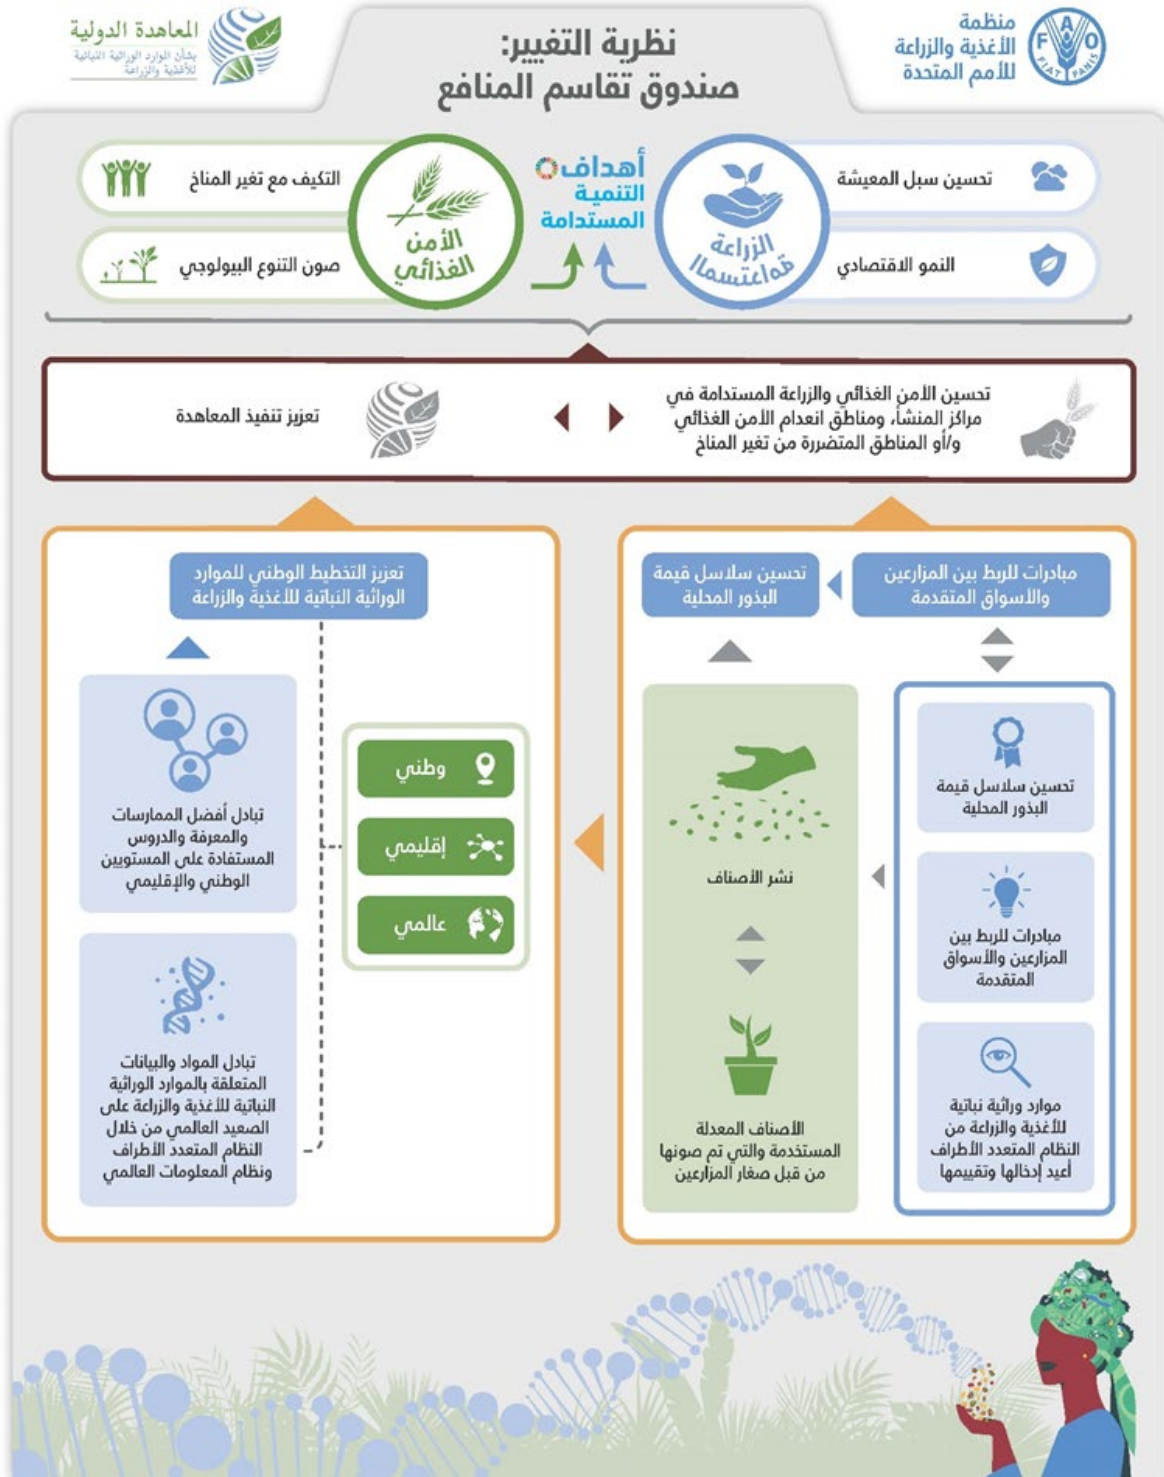 منظمة
الأغذية والزراعة
للأمم المتحدة
FAO
FIAT PANIS
المعاهدة الدولية
بشأن الموارد الوراثية النباتية
للأغذية والزراعة
نظرية التغيير:
صندوق تقاسم المنافع
تحسين سبل المعيشة
النمو الاقتصادي
الزراعة
المستدامة
أهداف
التنمية
المستدامة
الأمن
الغذائي
التكيف مع تغير المناخ
صون التنوع البيولوجي
تحسين الأمن الغذائي والزراعة المستدامة في
مراكز المنشأ، ومناطق انعدام الأمن الغذائي
و/أو المناطق المتضررة من تغير المناخ
تعزيز تنفيذ المعاهدة
مبادرات للربط بين المزارعين
والأسواق المتقدمة
تحسين سلاسل قيمة
البذور المحلية
تحسين سلاسل قيمة
البذور المحلية
مبادرات للربط بين
المزارعين والأسواق
المتقدمة
موارد وراثية نباتية
للأغذية والزراعة من
النظام المتعدد الأطراف
أعيد إدخالها وتقييمها
نشر الأصناف
الأصناف المعدلة
المستخدمة والتي تم صونها
من قبل صغار المزارعين
تعزيز التخطيط الوطني للموارد
الوراثية النباتية للأغذية والزراعة
وطني
إقليمي
عالمي
تبادل أفضل الممارسات
والمعرفة والدروس
المستفادة على المستويين
الوطني والإقليمي
تبادل المواد والبيانات
المتعلقة بالموارد الوراثية
النباتية للأغذية والزراعة على
الصعيد العالمي من خلال
النظام المتعدد الأطراف
ونظام المعلومات العالمي